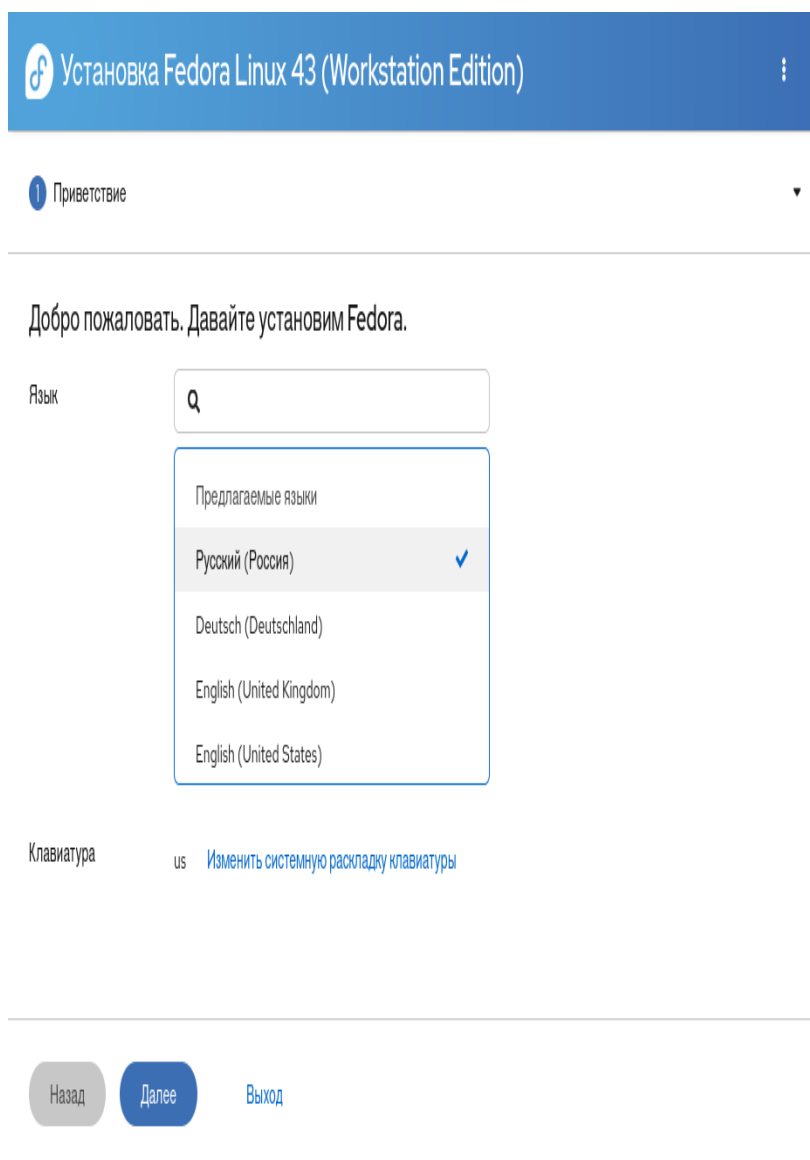 Установка Fedora Linux 43 (Workstation Edition)
1 Приветствие
Добро пожаловать. Давайте установим Fedora.
Язык
Предлагаемые языки
Русский (Россия)
Deutsch (Deutschland)
English (United Kingdom)
English (United States)
Клавиатура us Изменить системную раскладку клавиатуры
Назад Далее Выход